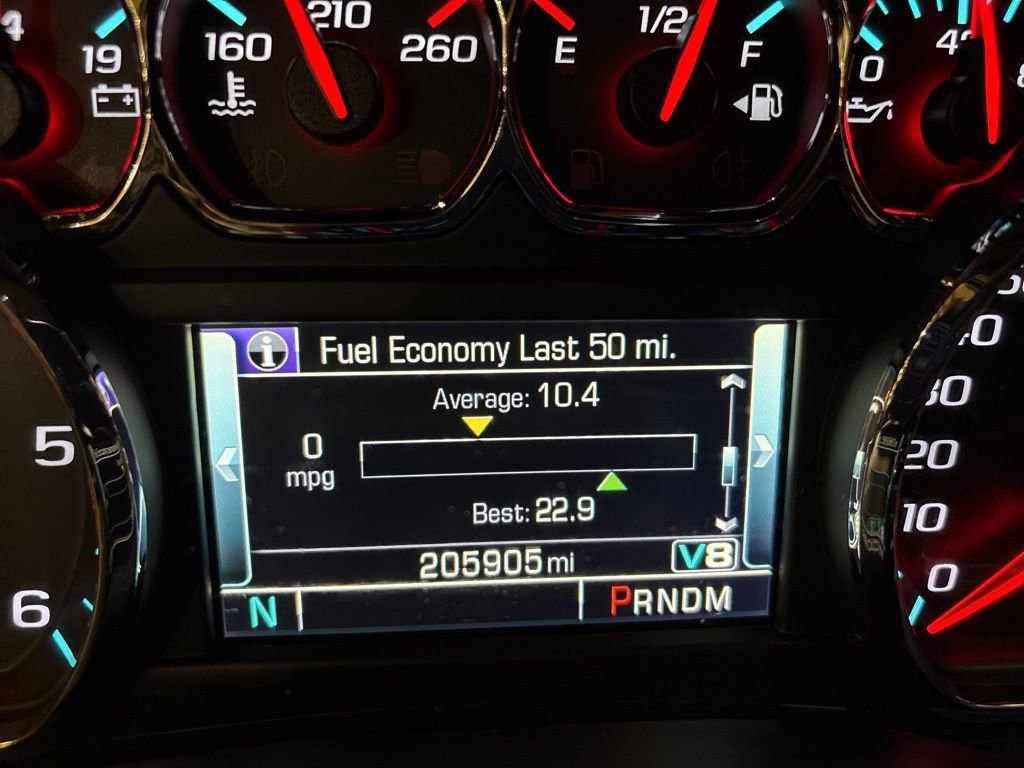 19
160
210
260
E
1/2
F
0
Fuel Economy Last 50 mi.
Average: 10.4
0
mpg
Best: 22.9
205905 mi
V8
N
PRNDM
5
6
20
10
0